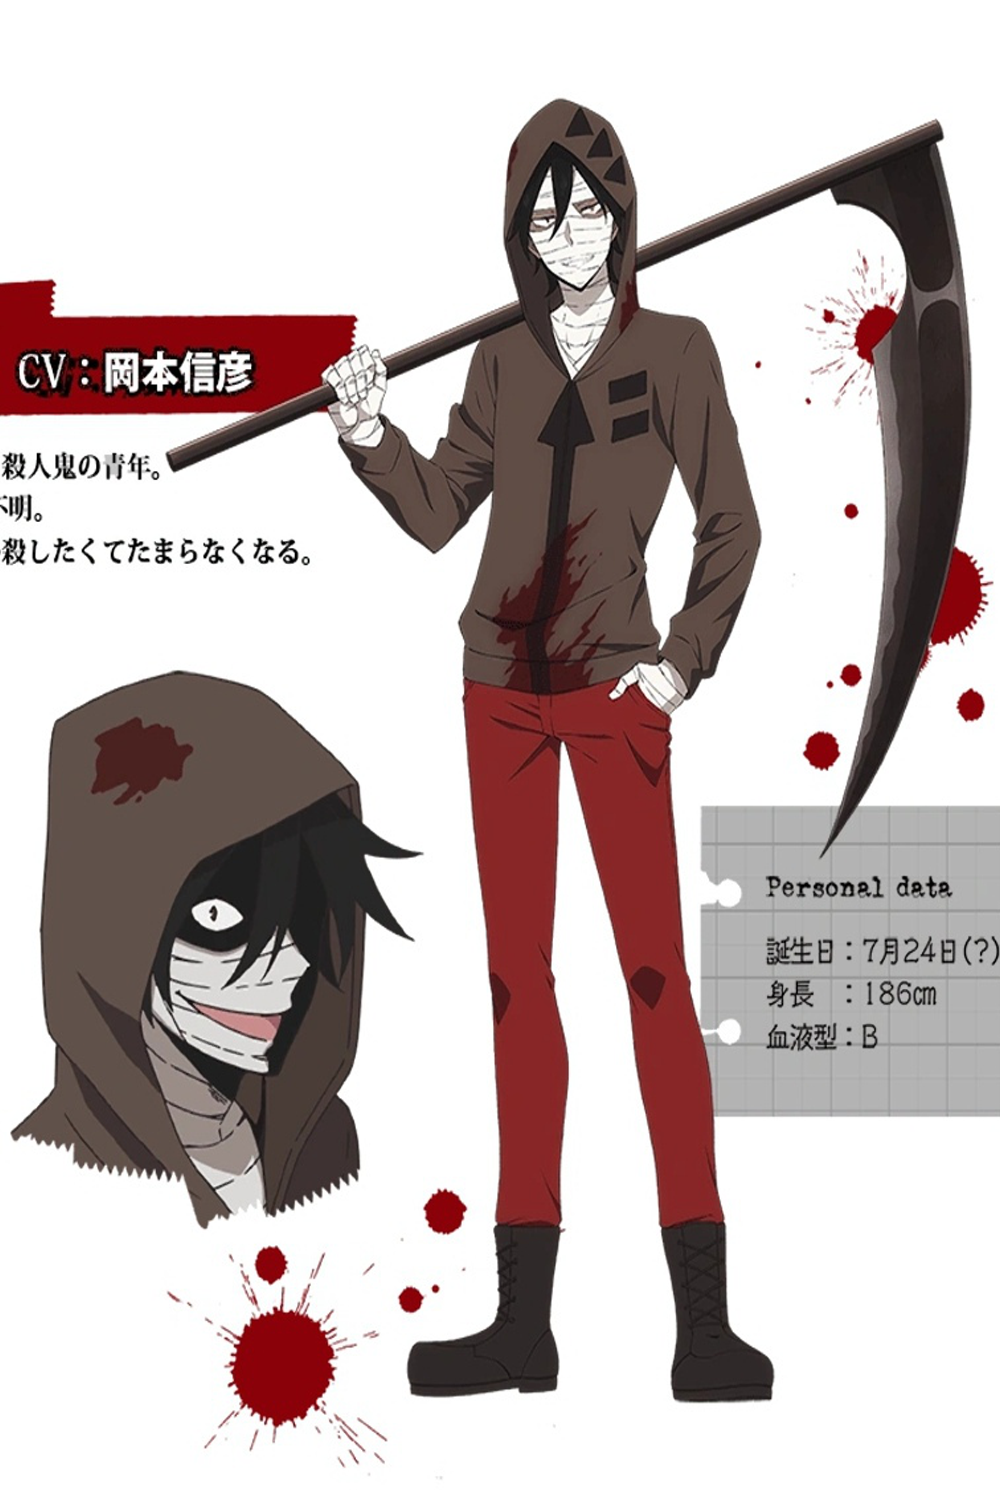 CV：岡本信彦
殺人鬼の青年。
不明。
殺したくてたまらなくなる。
Personal data
誕生日：7月24日(?)
身長　：186㎝
血液型：B